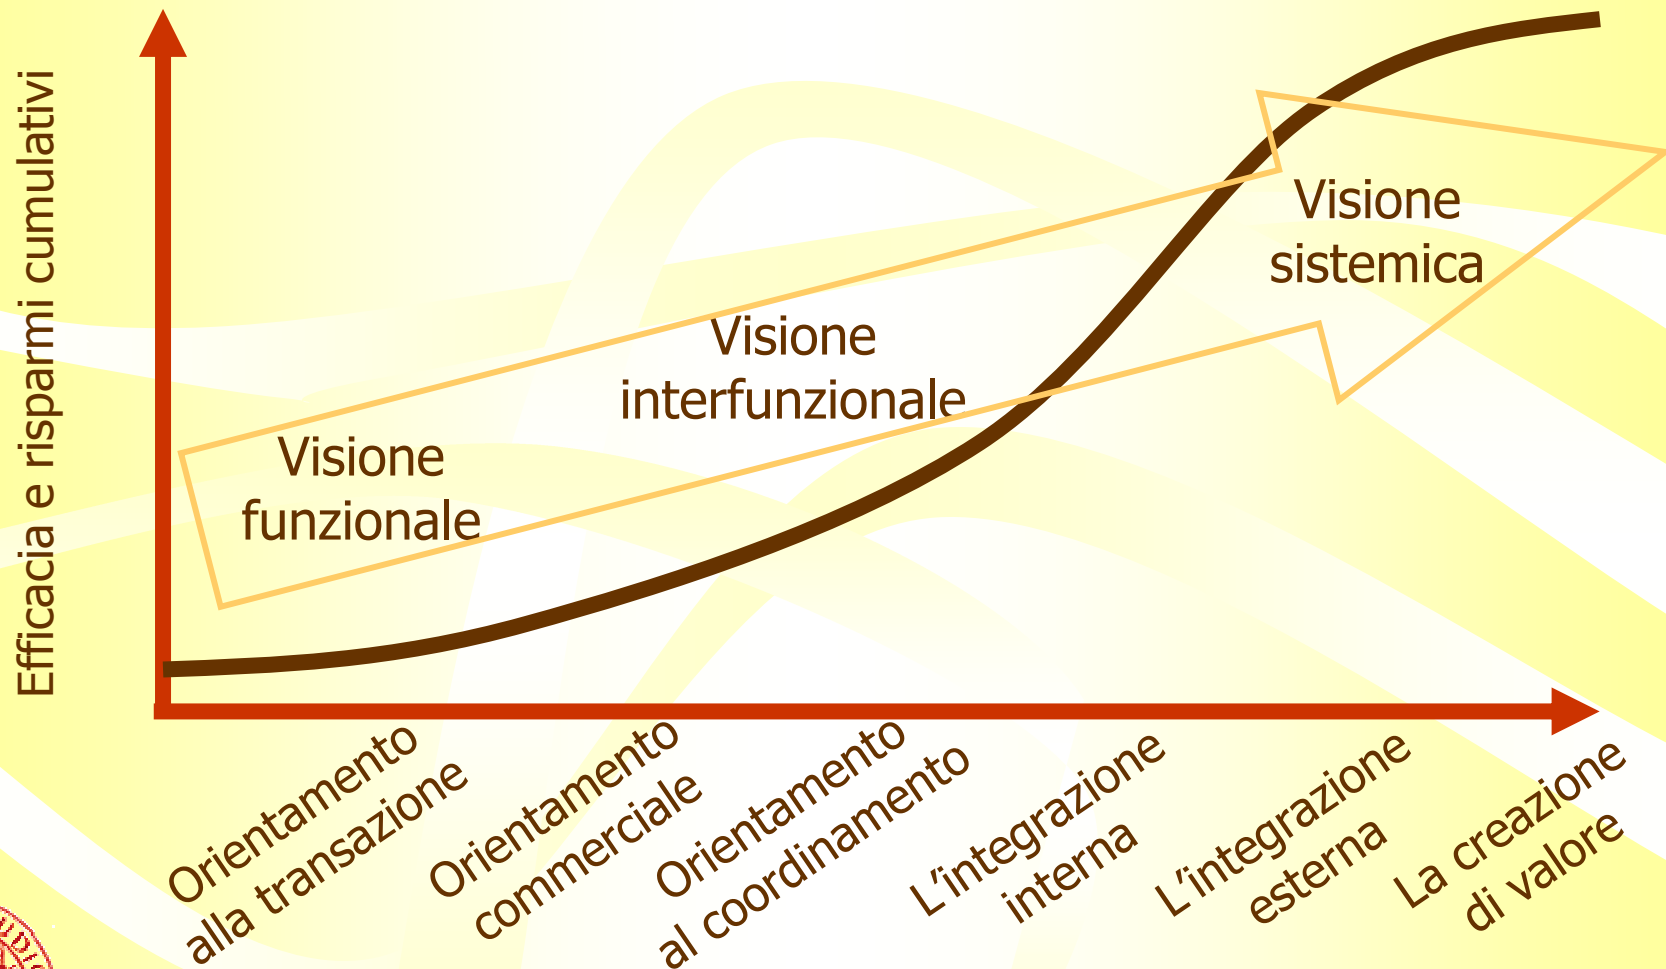 Efficacia e risparmi cumulativi
Visione
funzionale
Visione
interfunzionale
Visione
sistemica
Orientamento
alla transazione
Orientamento
commerciale
Orientamento
al coordinamento
L’integrazione
interna
L’integrazione
esterna
La creazione
di valore